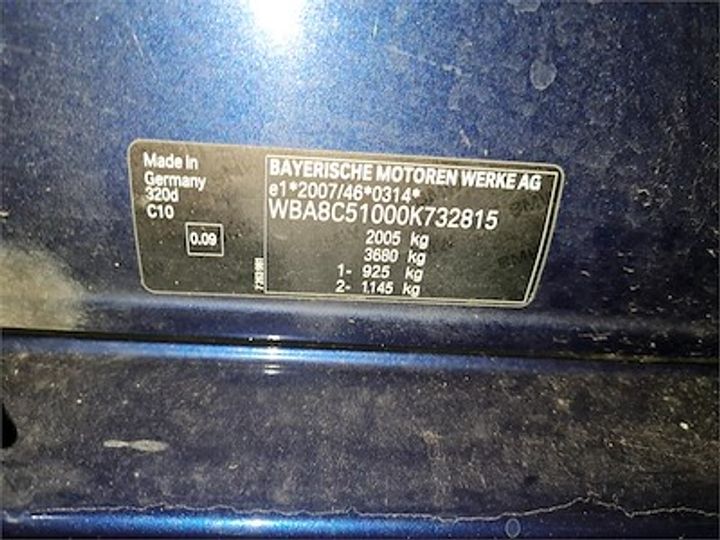 Made in
Germany
320d
C10
0.09
BAYERISCHE MOTOREN WERKE AG
e1*2007/46*0314*
WBA8C51000K732815
2005 kg
3680 kg
1- 925 kg
2- 1145 kg